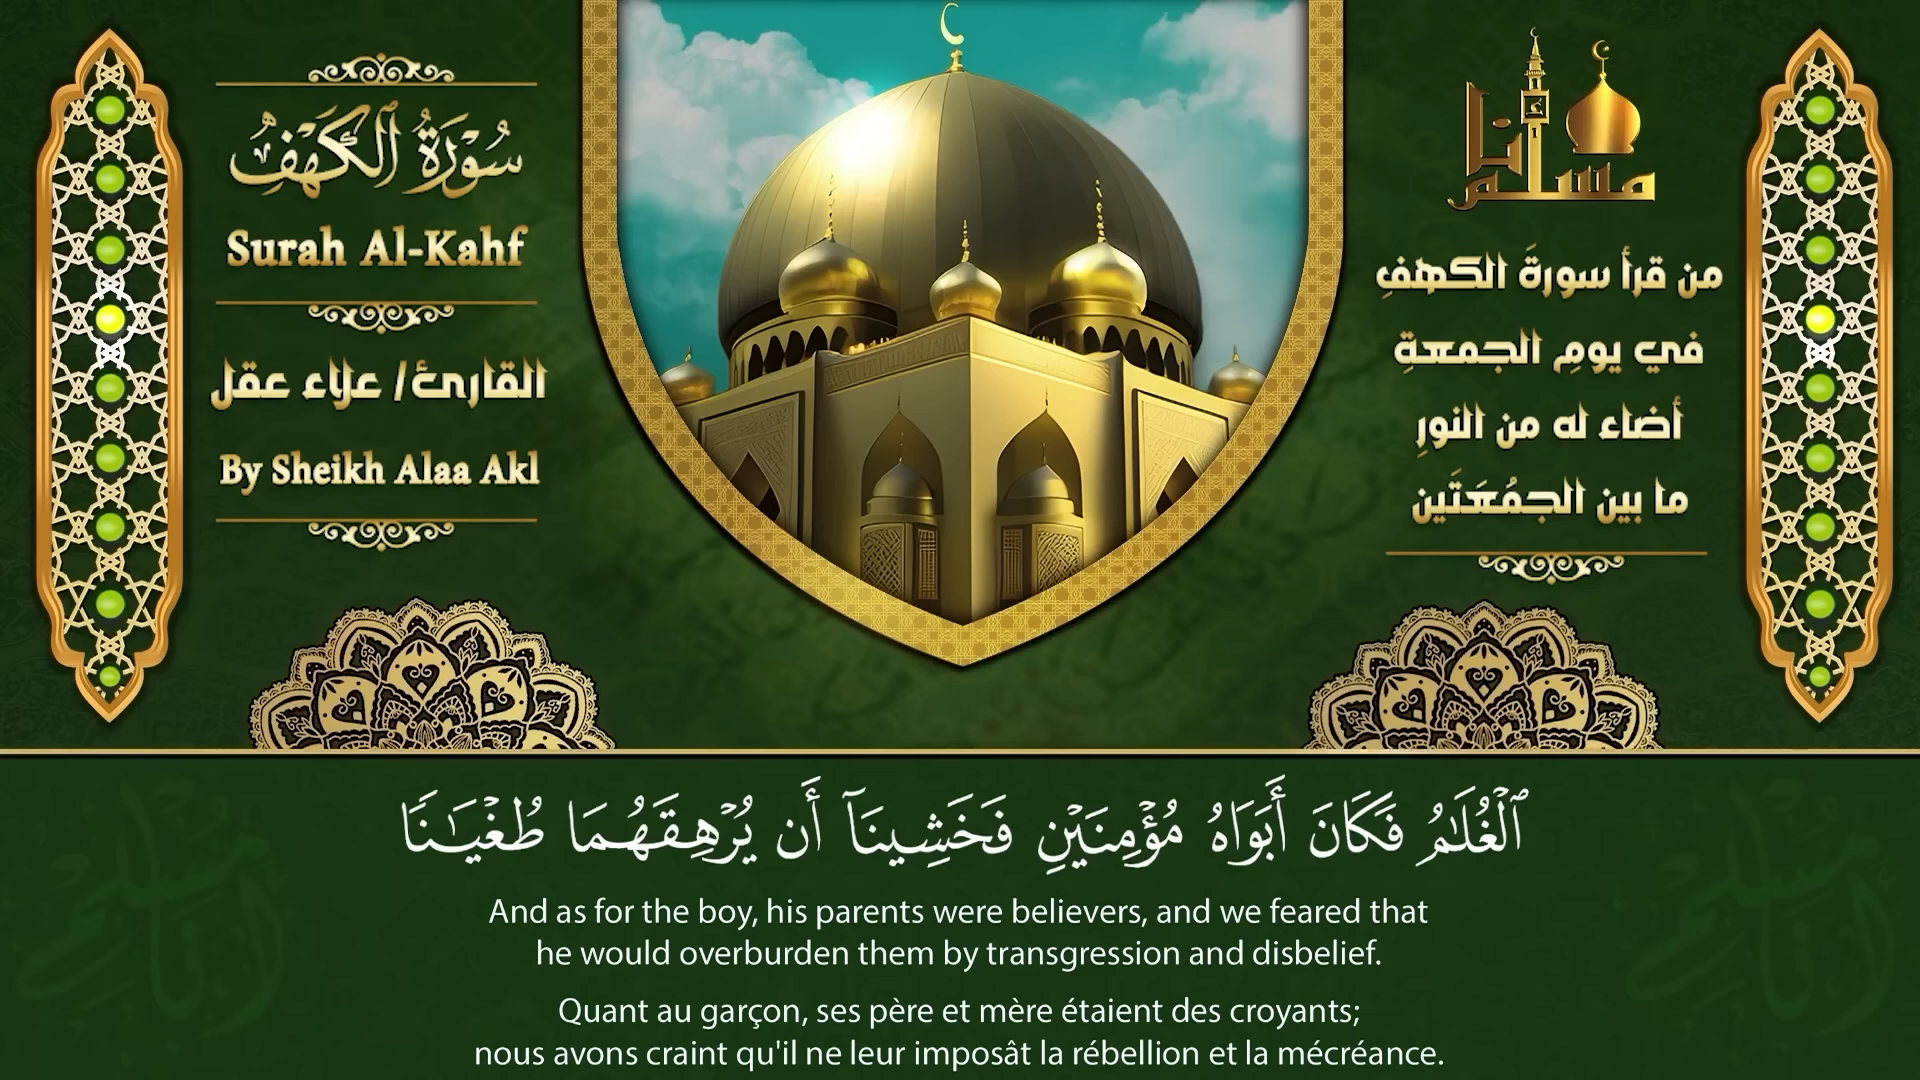 سُورَةُ الكَهْفِ
Surah Al-Kahf
القارئ/ علاء عقل
By Sheikh Alaa Akl
أنا
مسلم
من قرأ سورةَ الكهفِ
في يومِ الجمعةِ
أضاء له من النورِ
ما بين الجمُعَتَين
ٱلْغُلَـٰمُ فَكَانَ أَبَوَاهُ مُؤْمِنَيْنِ فَخَشِينَآ أَن يُرْهِقَهُمَا طُغْيَـٰنًا
And as for the boy, his parents were believers, and we feared that
he would overburden them by transgression and disbelief.
Quant au garçon, ses père et mère étaient des croyants;
nous avons craint qu'il ne leur imposât la rébellion et la mécréance.